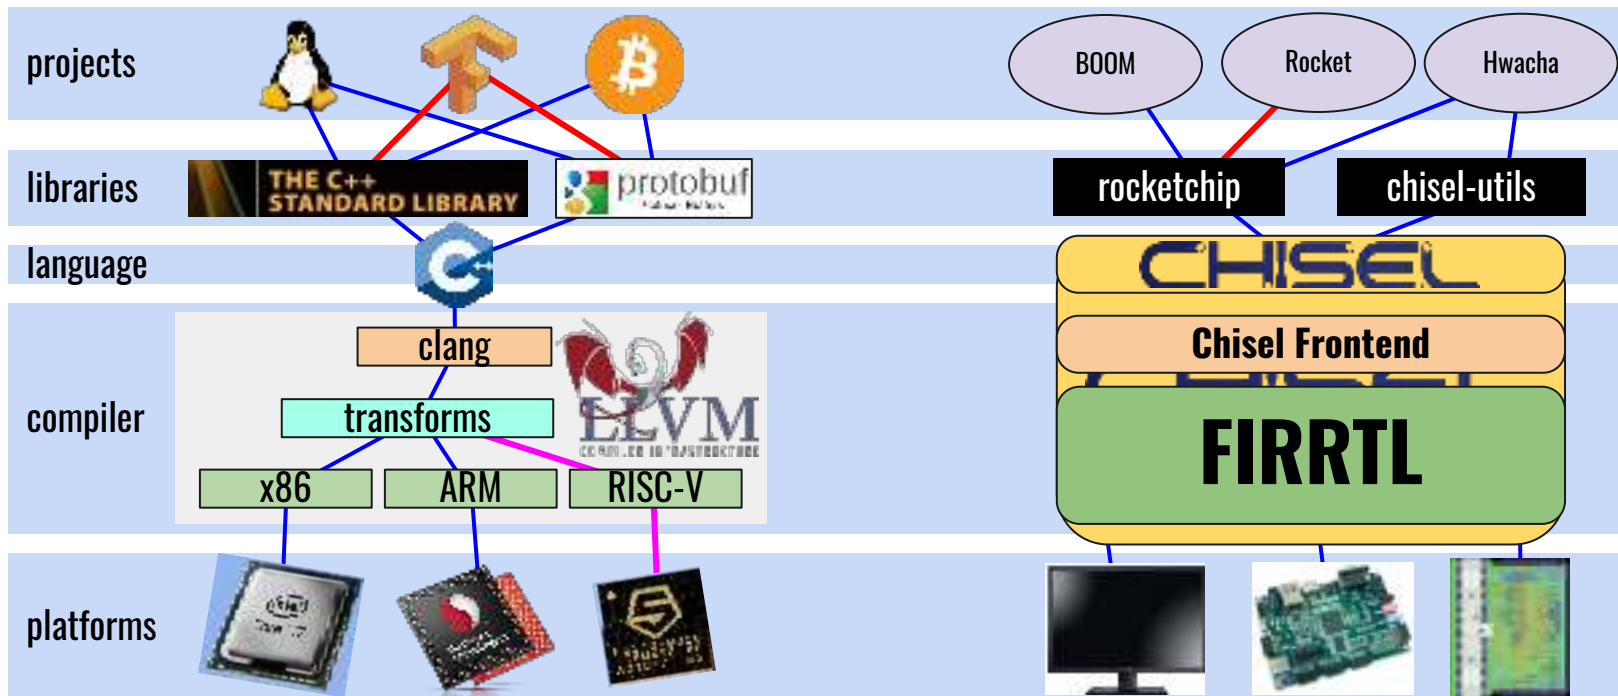 projects
BOOM
Rocket
Hwacha
libraries
THE C++
STANDARD LIBRARY
protobuf
rocketchip
chisel-utils
language
C++
CHISEL
compiler
clang
LLVM
Chisel Frontend
transforms
FIRRTL
x86
ARM
RISC-V
platforms